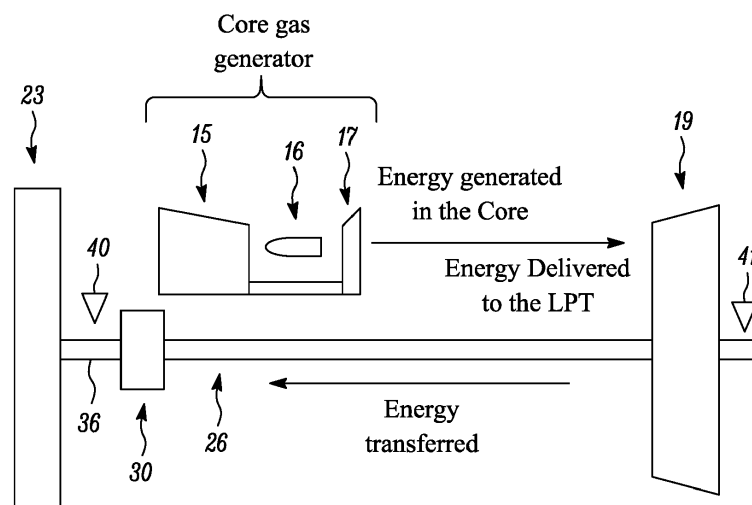 Core gas
generator
23
15
16
17
19
Energy generated
in the Core
40
41
Energy Delivered
to the LPT
36
30
26
Energy
transferred